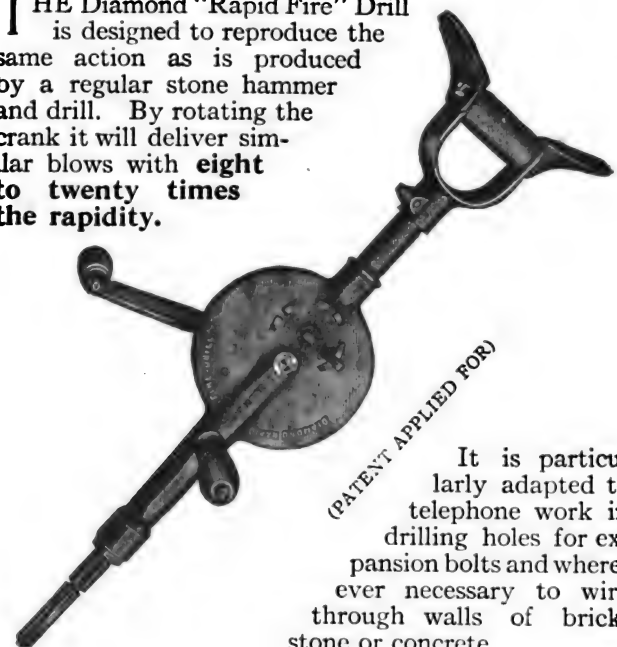 THE Diamond "Rapid Fire" Drill
is designed to reproduce the
same action as is produced
by a regular stone hammer
and drill. By rotating the
crank it will deliver sim-
ilar blows with eight
to twenty times
the rapidity.
(PATENT APPLIED FOR)
It is particu
larly adapted t
telephone work i
drilling holes for ex
pansion bolts and where
ever necessary to wir
through walls of brick
stone or concrete